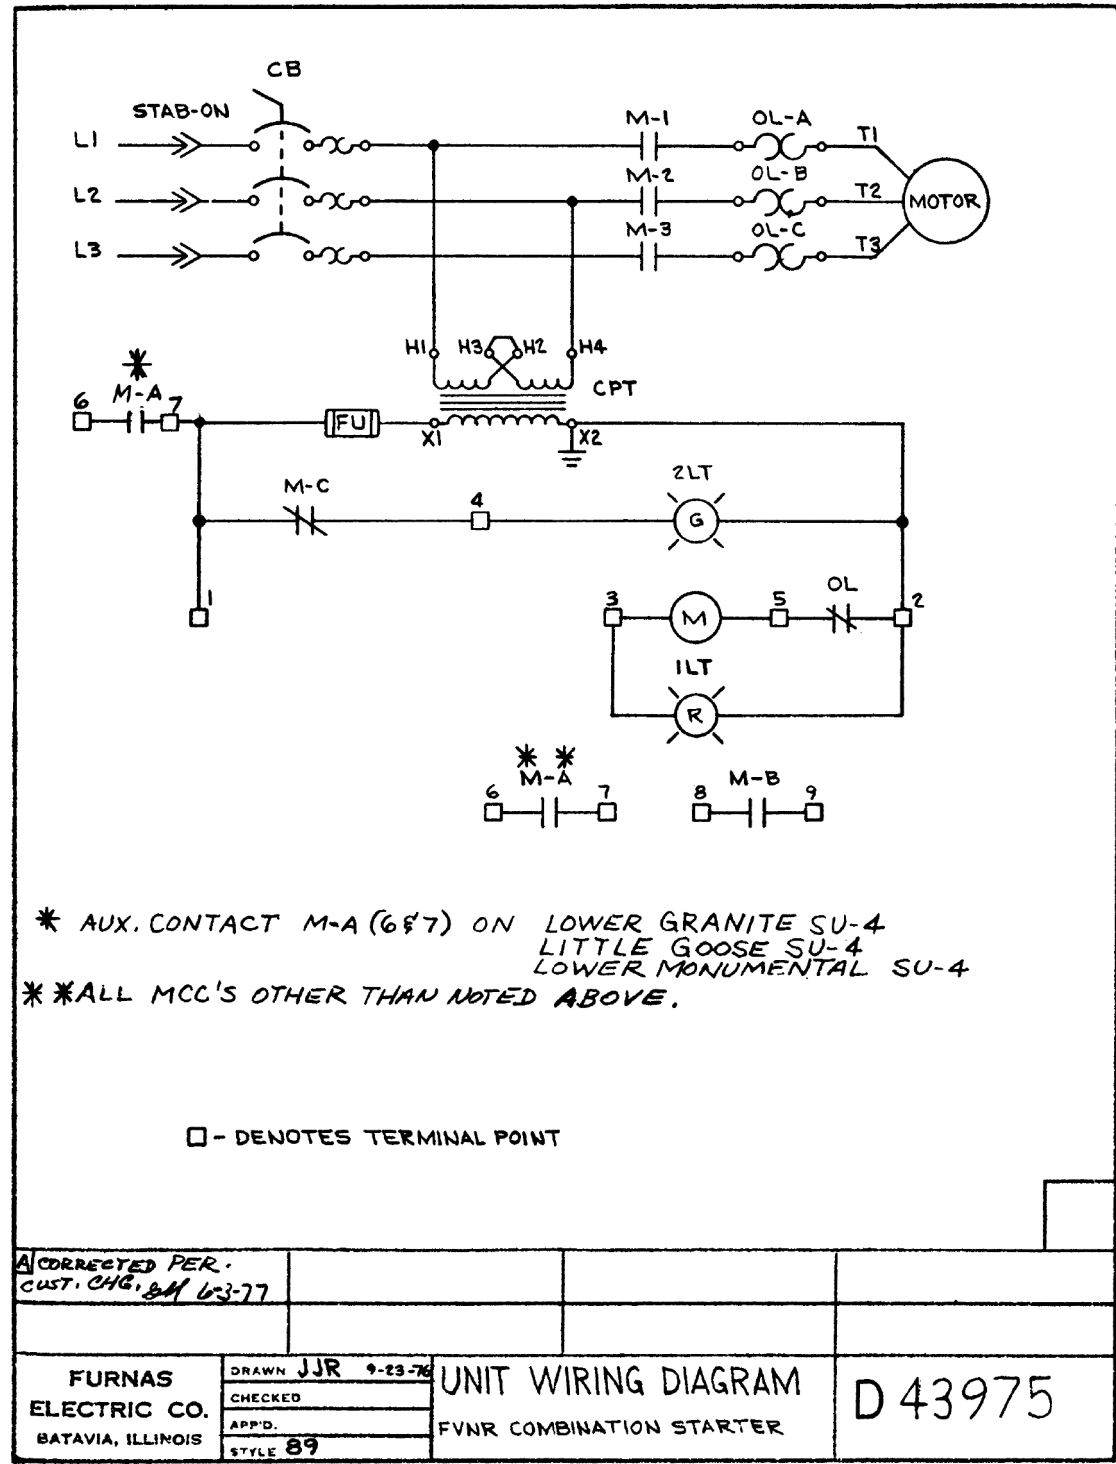 CB
STAB-ON
L1
M-1
OL-A
T1
L2
M-2
OL-B
T2
MOTOR
L3
M-3
OL-C
T3
H1
H3
H2
H4
CPT
M-A
6
7
FU
X1
X2
M-C
4
2LT
G
1
3
M
5
OL
2
1LT
R
** M-A
6
7
M-B
8
9
* AUX. CONTACT M-A (6 & 7) ON LOWER GRANITE SU-4
LITTLE GOOSE SU-4
LOWER MONUMENTAL SU-4
** ALL MCC'S OTHER THAN NOTED ABOVE.
□ - DENOTES TERMINAL POINT
A CORRECTED PER.
CUST. CHG. 6-3-77
FURNAS
ELECTRIC CO.
BATAVIA, ILLINOIS
DRAWN JJR 9-23-76
CHECKED
APP'D.
STYLE 89
UNIT WIRING DIAGRAM
FVNR COMBINATION STARTER
D 43975